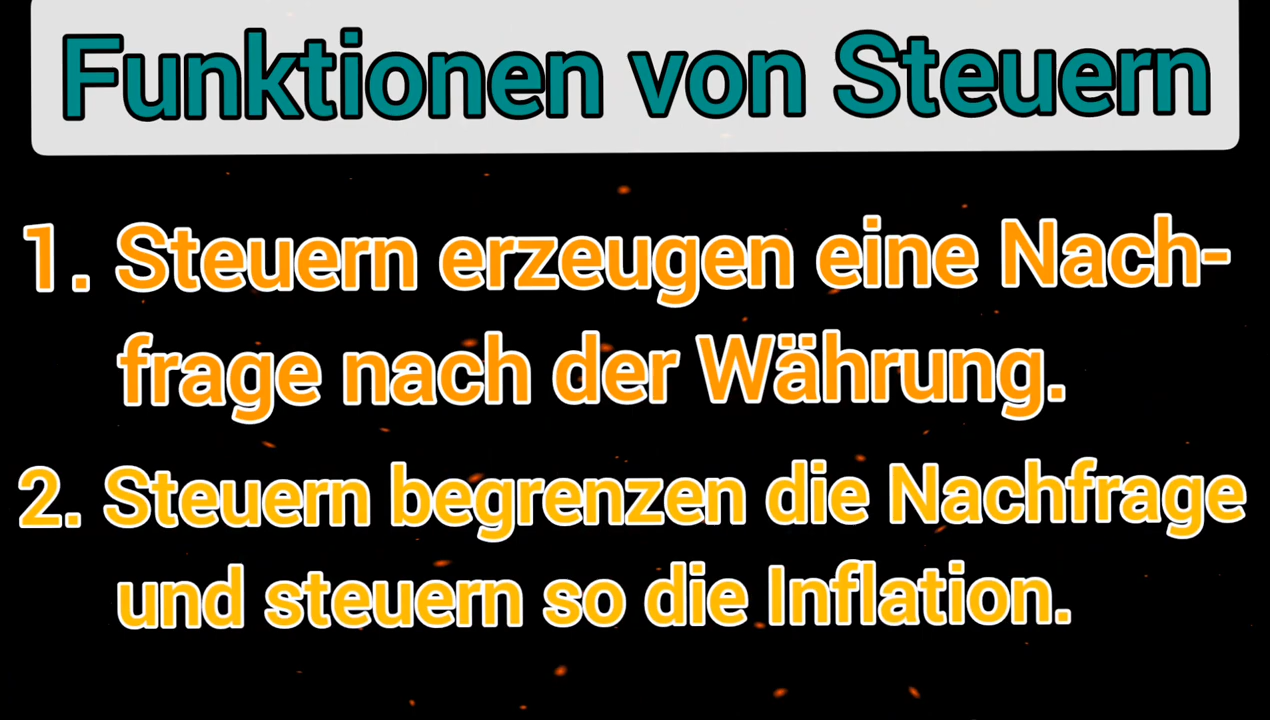 Funktionen von Steuern
1. Steuern erzeugen eine Nach-
frage nach der Währung.
2. Steuern begrenzen die Nachfrage
und steuern so die Inflation.